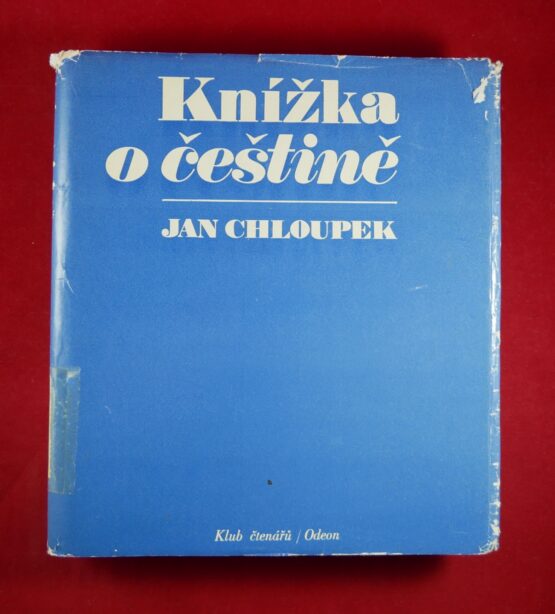 Knížka
o češtině
JAN CHLOUPEK
Klub čtenářů / Odeon